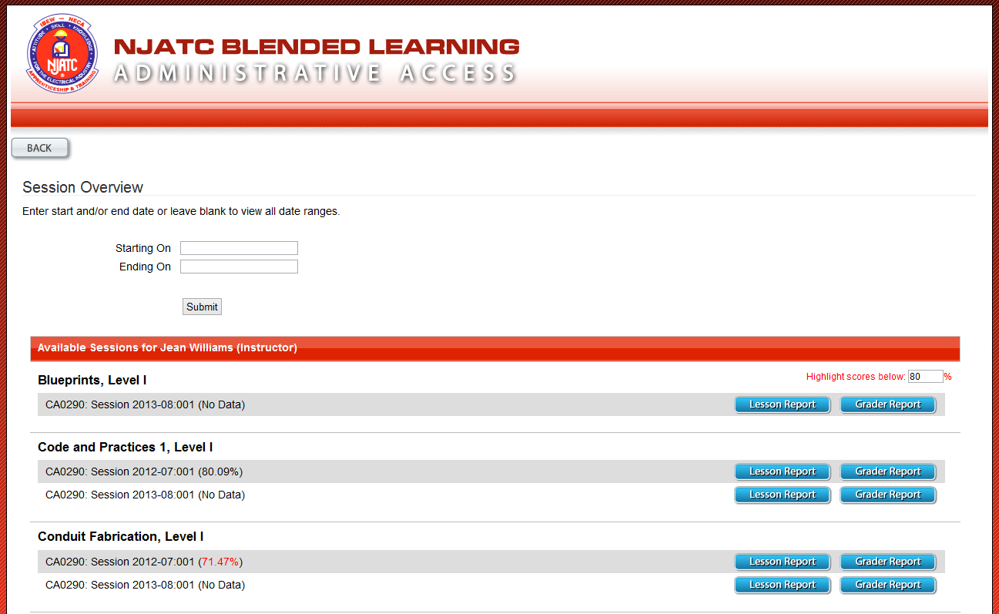 IBEW – NECA
ATTITUDE • SKILL • KNOWLEDGE
NJATC
FOR THE ELECTRICAL INDUSTRY
APPRENTICESHIP & TRAINING
NJATC BLENDED LEARNING
ADMINISTRATIVE ACCESS
BACK
Session Overview
Enter start and/or end date or leave blank to view all date ranges.
Starting On
Ending On
Submit
Available Sessions for Jean Williams (Instructor)
Blueprints, Level I Highlight scores below: 80 %
CA0290: Session 2013-08:001 (No Data) Lesson Report Grader Report
Code and Practices 1, Level I
CA0290: Session 2012-07:001 (80.09%) Lesson Report Grader Report
CA0290: Session 2013-08:001 (No Data) Lesson Report Grader Report
Conduit Fabrication, Level I
CA0290: Session 2012-07:001 (71.47%) Lesson Report Grader Report
CA0290: Session 2013-08:001 (No Data) Lesson Report Grader Report